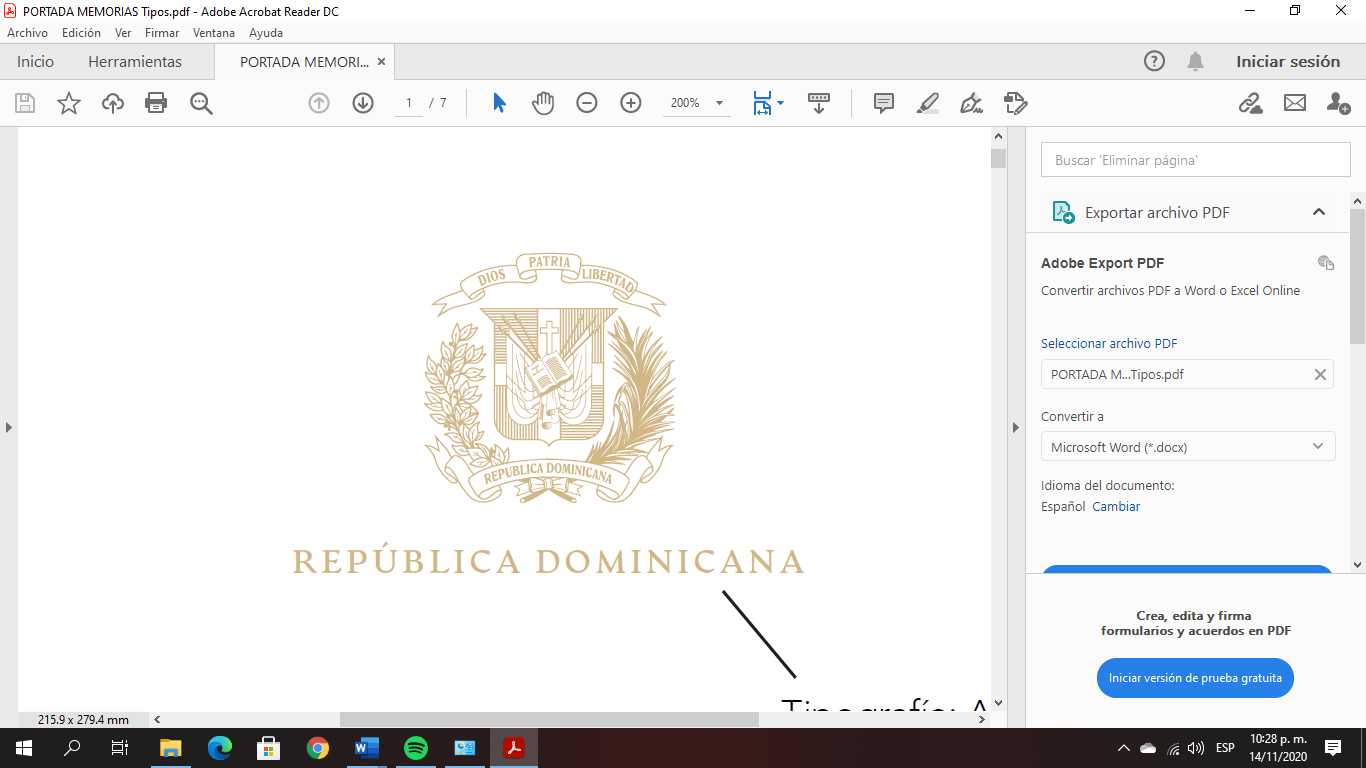 PORTADA MEMORIAS Tipos.pdf - Adobe Acrobat Reader DC
Archivo Edición Ver Firmar Ventana Ayuda
Inicio Herramientas PORTADA MEMORI... × Iniciar sesión
1 / 7 200%
Buscar 'Eliminar página'
Exportar archivo PDF
Adobe Export PDF
Convertir archivos PDF a Word o Excel Online
Seleccionar archivo PDF
PORTADA M...Tipos.pdf
Convertir a
Microsoft Word (*.docx)
Idioma del documento:
Español Cambiar
Crea, edita y firma
formularios y acuerdos en PDF
Iniciar versión de prueba gratuita
DIOS PATRIA LIBERTAD
REPUBLICA DOMINICANA
REPÚBLICA DOMINICANA
Tipografía: A
215.9 x 279.4 mm
ESP 10:28 p. m.
14/11/2020